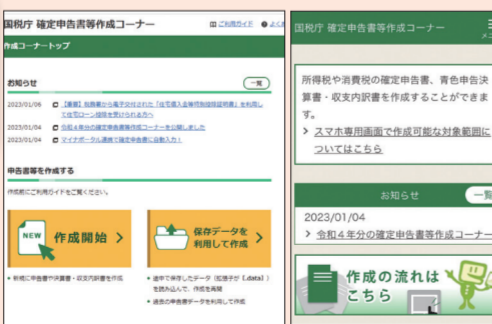 国税庁 確定申告書等作成コーナー
ご利用ガイド
作成コーナートップ
お知らせ
一覧
2023/01/06 【重要】税務署から電子交付された「住宅借入金等特別控除証明書」を利用し
て住宅ローン控除を受けられる方へ
2023/01/04 令和４年分の確定申告書等作成コーナーを公開しました
2023/01/04 マイナポータル連携で確定申告書に自動入力！
申告書等を作成する
作成前にご利用ガイドをご覧ください。
NEW 作成開始
保存データを
利用して作成
新規に申告書や決算書・収支内訳書を作成
途中で保存したデータ（拡張子が「.data」）
を読み込んで、作成を再開
過去の申告書データを利用して作成
国税庁 確定申告書等作成コーナー
所得税や消費税の確定申告書、青色申告決
算書・収支内訳書を作成することができま
す。
スマホ専用画面で作成可能な対象範囲に
ついてはこちら
お知らせ
一覧
2023/01/04
令和４年分の確定申告書等作成コーナー
作成の流れは
こちら